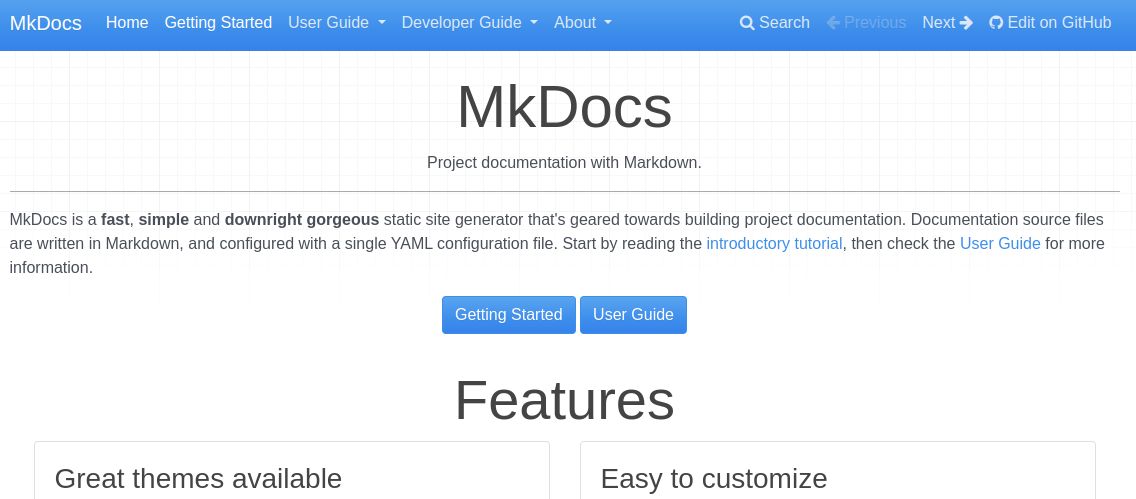 MkDocs Home Getting Started User Guide Developer Guide About Search Previous Next Edit on GitHub
MkDocs
Project documentation with Markdown.
MkDocs is a fast, simple and downright gorgeous static site generator that's geared towards building project documentation. Documentation source files
are written in Markdown, and configured with a single YAML configuration file. Start by reading the introductory tutorial, then check the User Guide for more
information.
Getting Started User Guide
Features
Great themes available Easy to customize